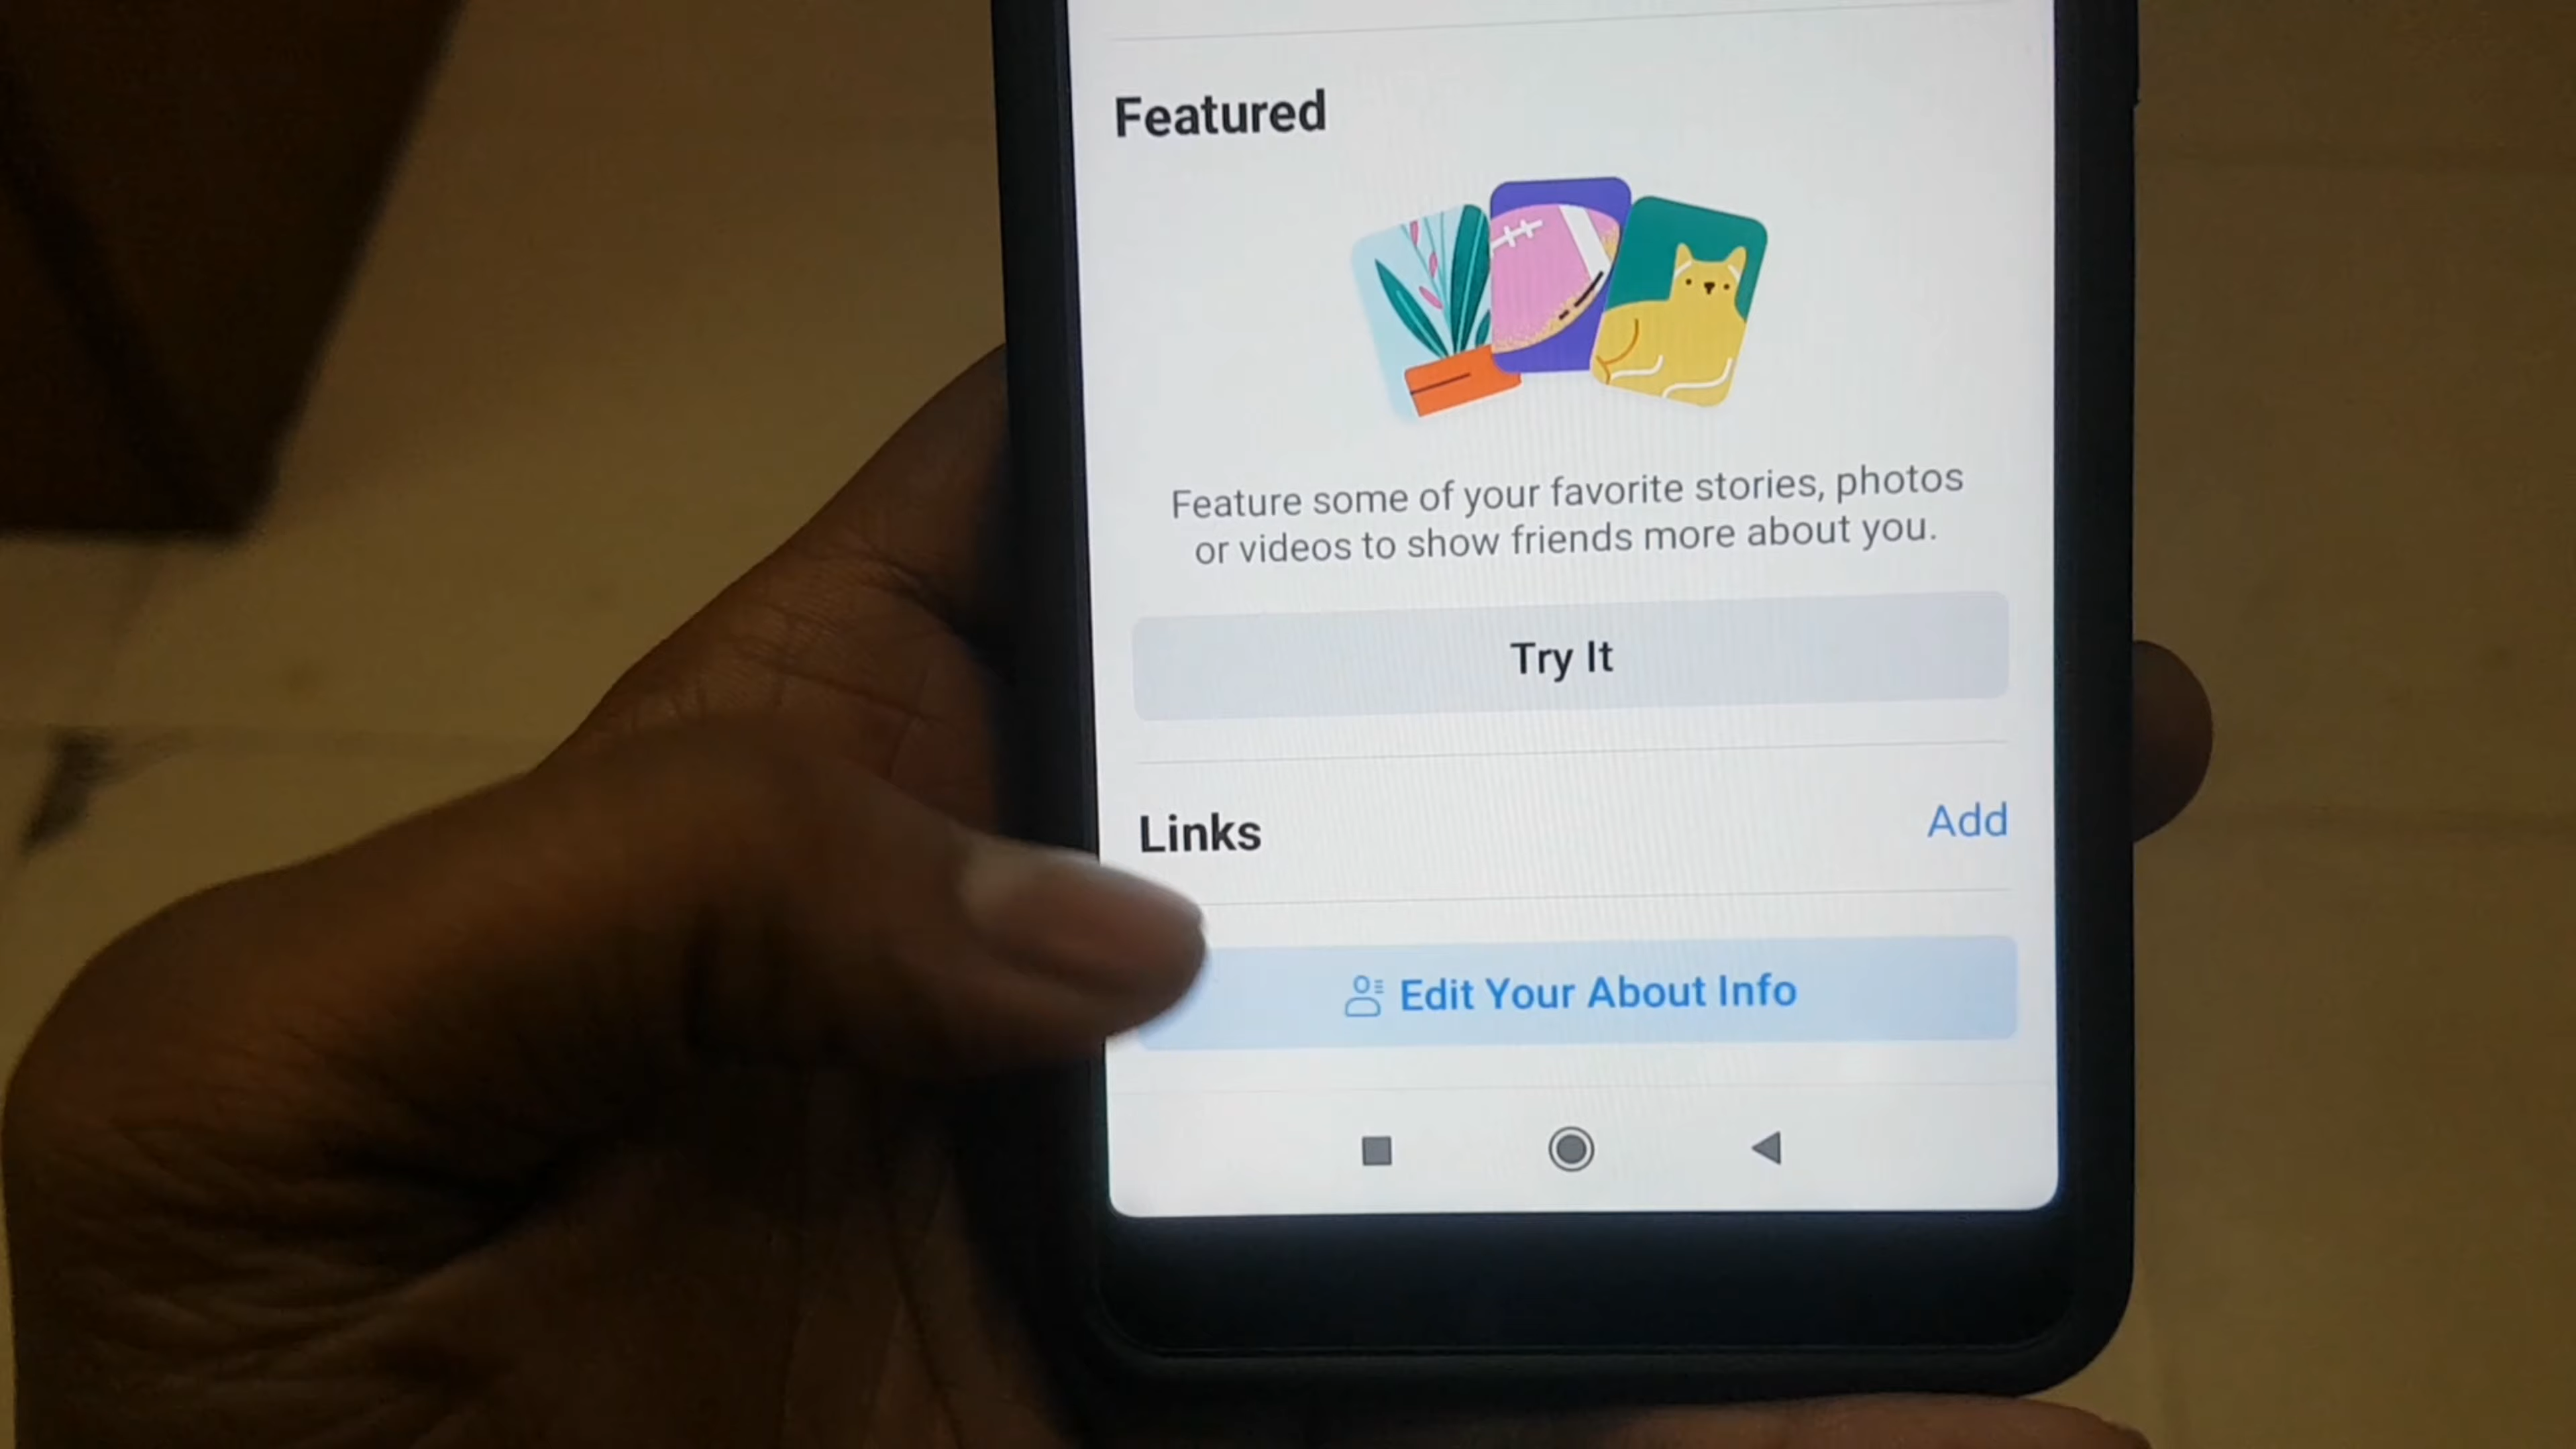 Featured
Feature some of your favorite stories, photos
or videos to show friends more about you.
Try It
Links
Add
Edit Your About Info